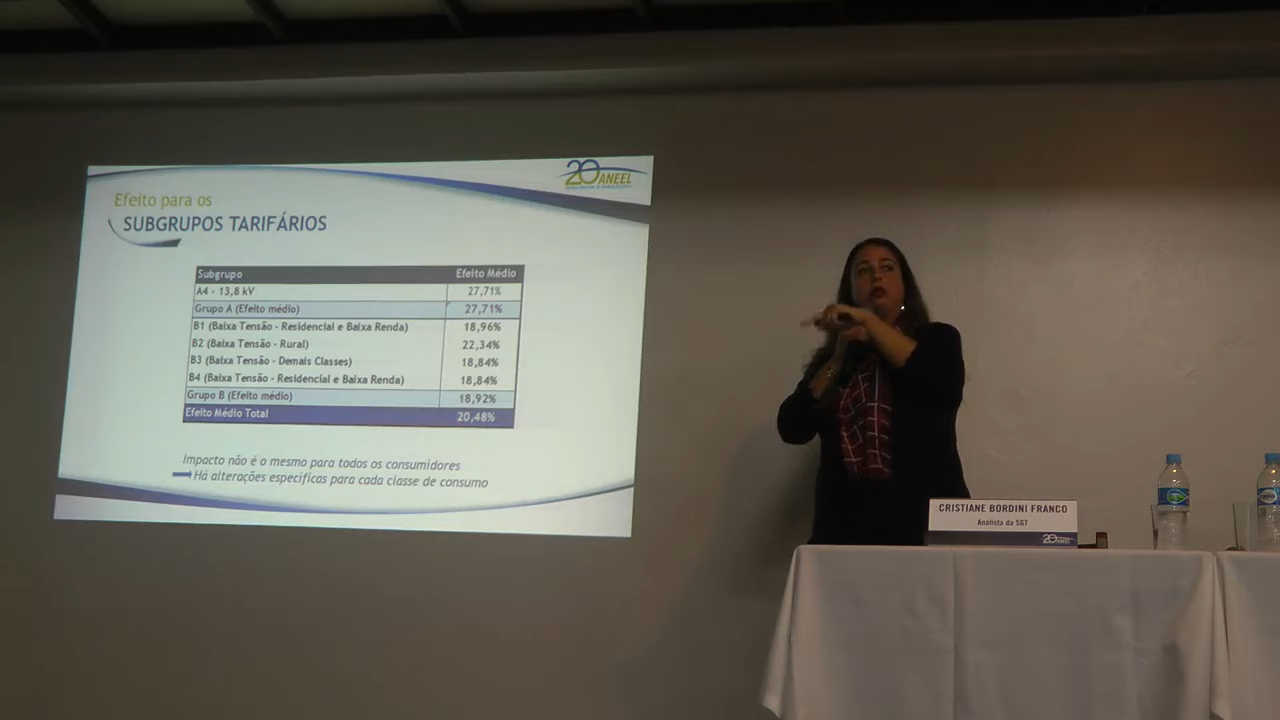 20 ANEEL
Efeito para os
SUBGRUPOS TARIFÁRIOS
Subgrupo Efeito Médio
A4 - 13,8 kV 27,71%
Grupo A (Efeito médio) 27,71%
B1 (Baixa Tensão - Residencial e Baixa Renda) 18,96%
B2 (Baixa Tensão - Rural) 22,34%
B3 (Baixa Tensão - Demais Classes) 18,84%
B4 (Baixa Tensão - Residencial e Baixa Renda) 18,84%
Grupo B (Efeito médio) 18,92%
Efeito Médio Total 20,48%
Impacto não é o mesmo para todos os consumidores
Há alterações especificas para cada classe de consumo
CRISTIANE BORDINI FRANCO
Analista da SGT
20 ANEEL